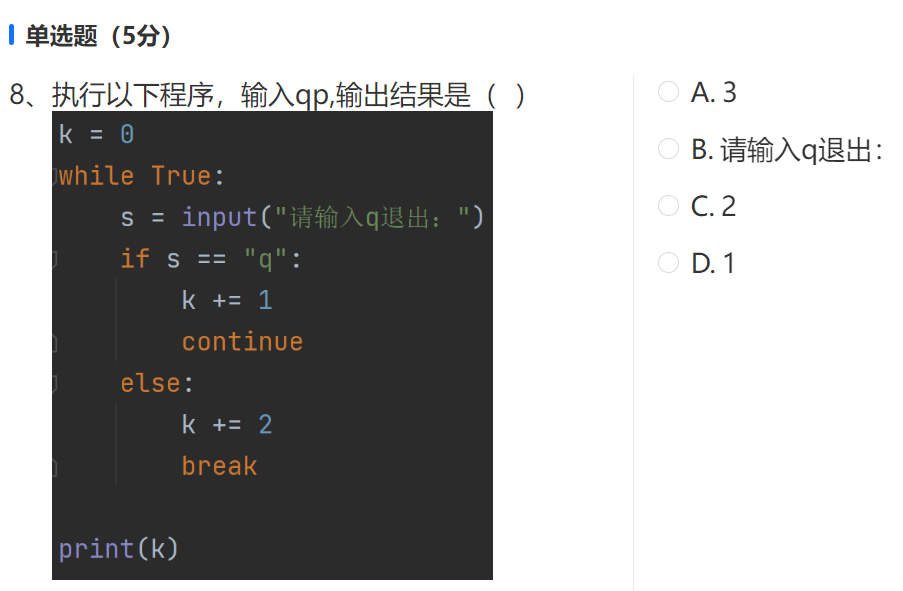 单选题（5分）
8、执行以下程序，输入qp,输出结果是（  ）
k = 0
while True:
    s = input("请输入q退出：")
    if s == "q":
        k += 1
        continue
    else:
        k += 2
        break
print(k)
A. 3
B. 请输入q退出：
C. 2
D. 1